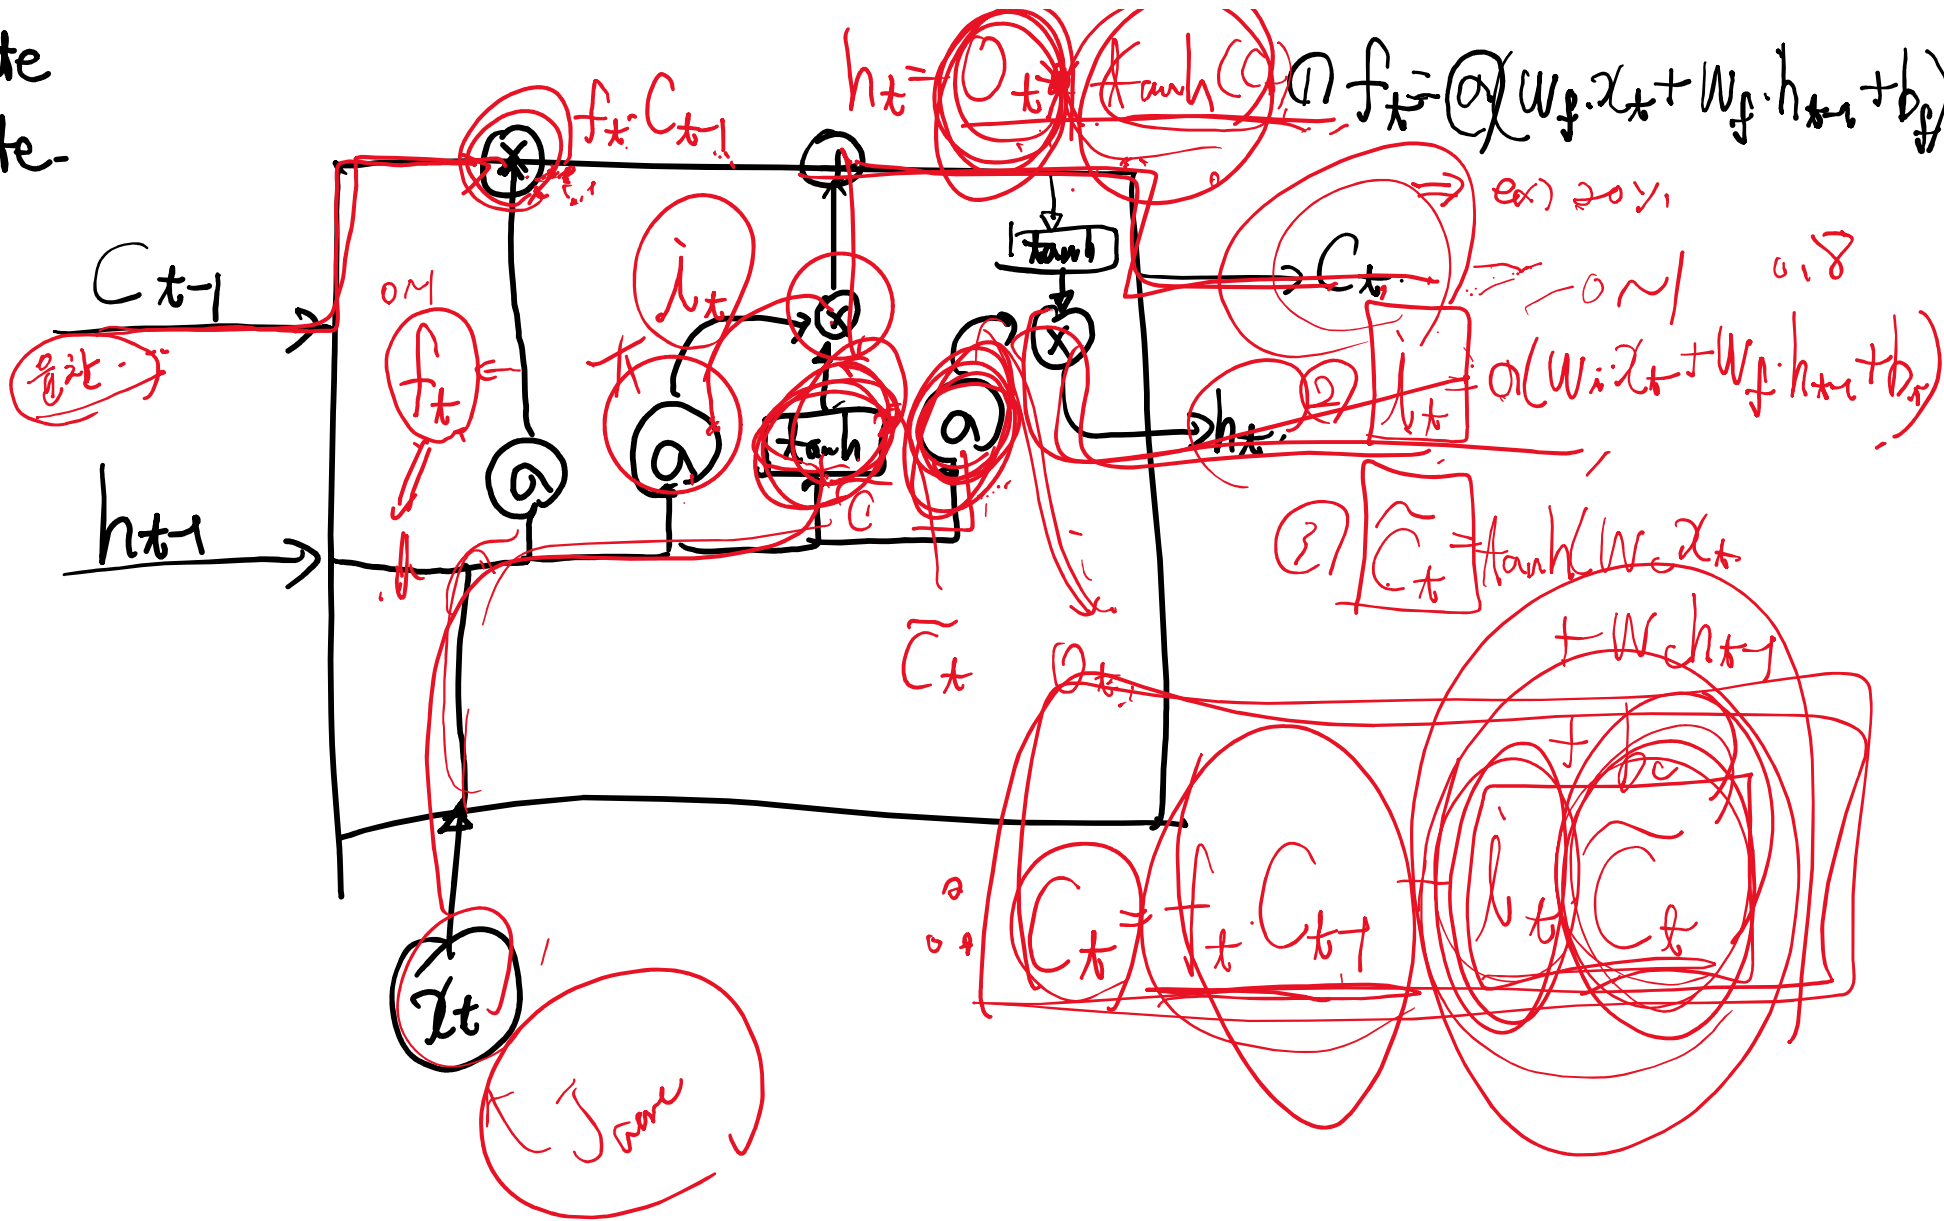 te
te-
h_t = O_t * tanh(C_t)
① f_t = σ(W_f·x_t + W_f·h_t-1 + b_f)
f_t·C_t-1
⇒ ex) 20%
0.8
0~1
C_t-1
0~1
f_t =
i_t
tanh
C_t
② i_t = σ(W_i·x_t + W_f·h_t-1 + b_i)
x
x
x
σ
σ
tanh
σ
h_t
h_t-1
C
③ C̃_t = tanh(W_c x_t
+ W_c h_t-1
+ b_c
C̃_t
O_t
C_t = f_t·C_t-1 + i_t C̃_t
x_t